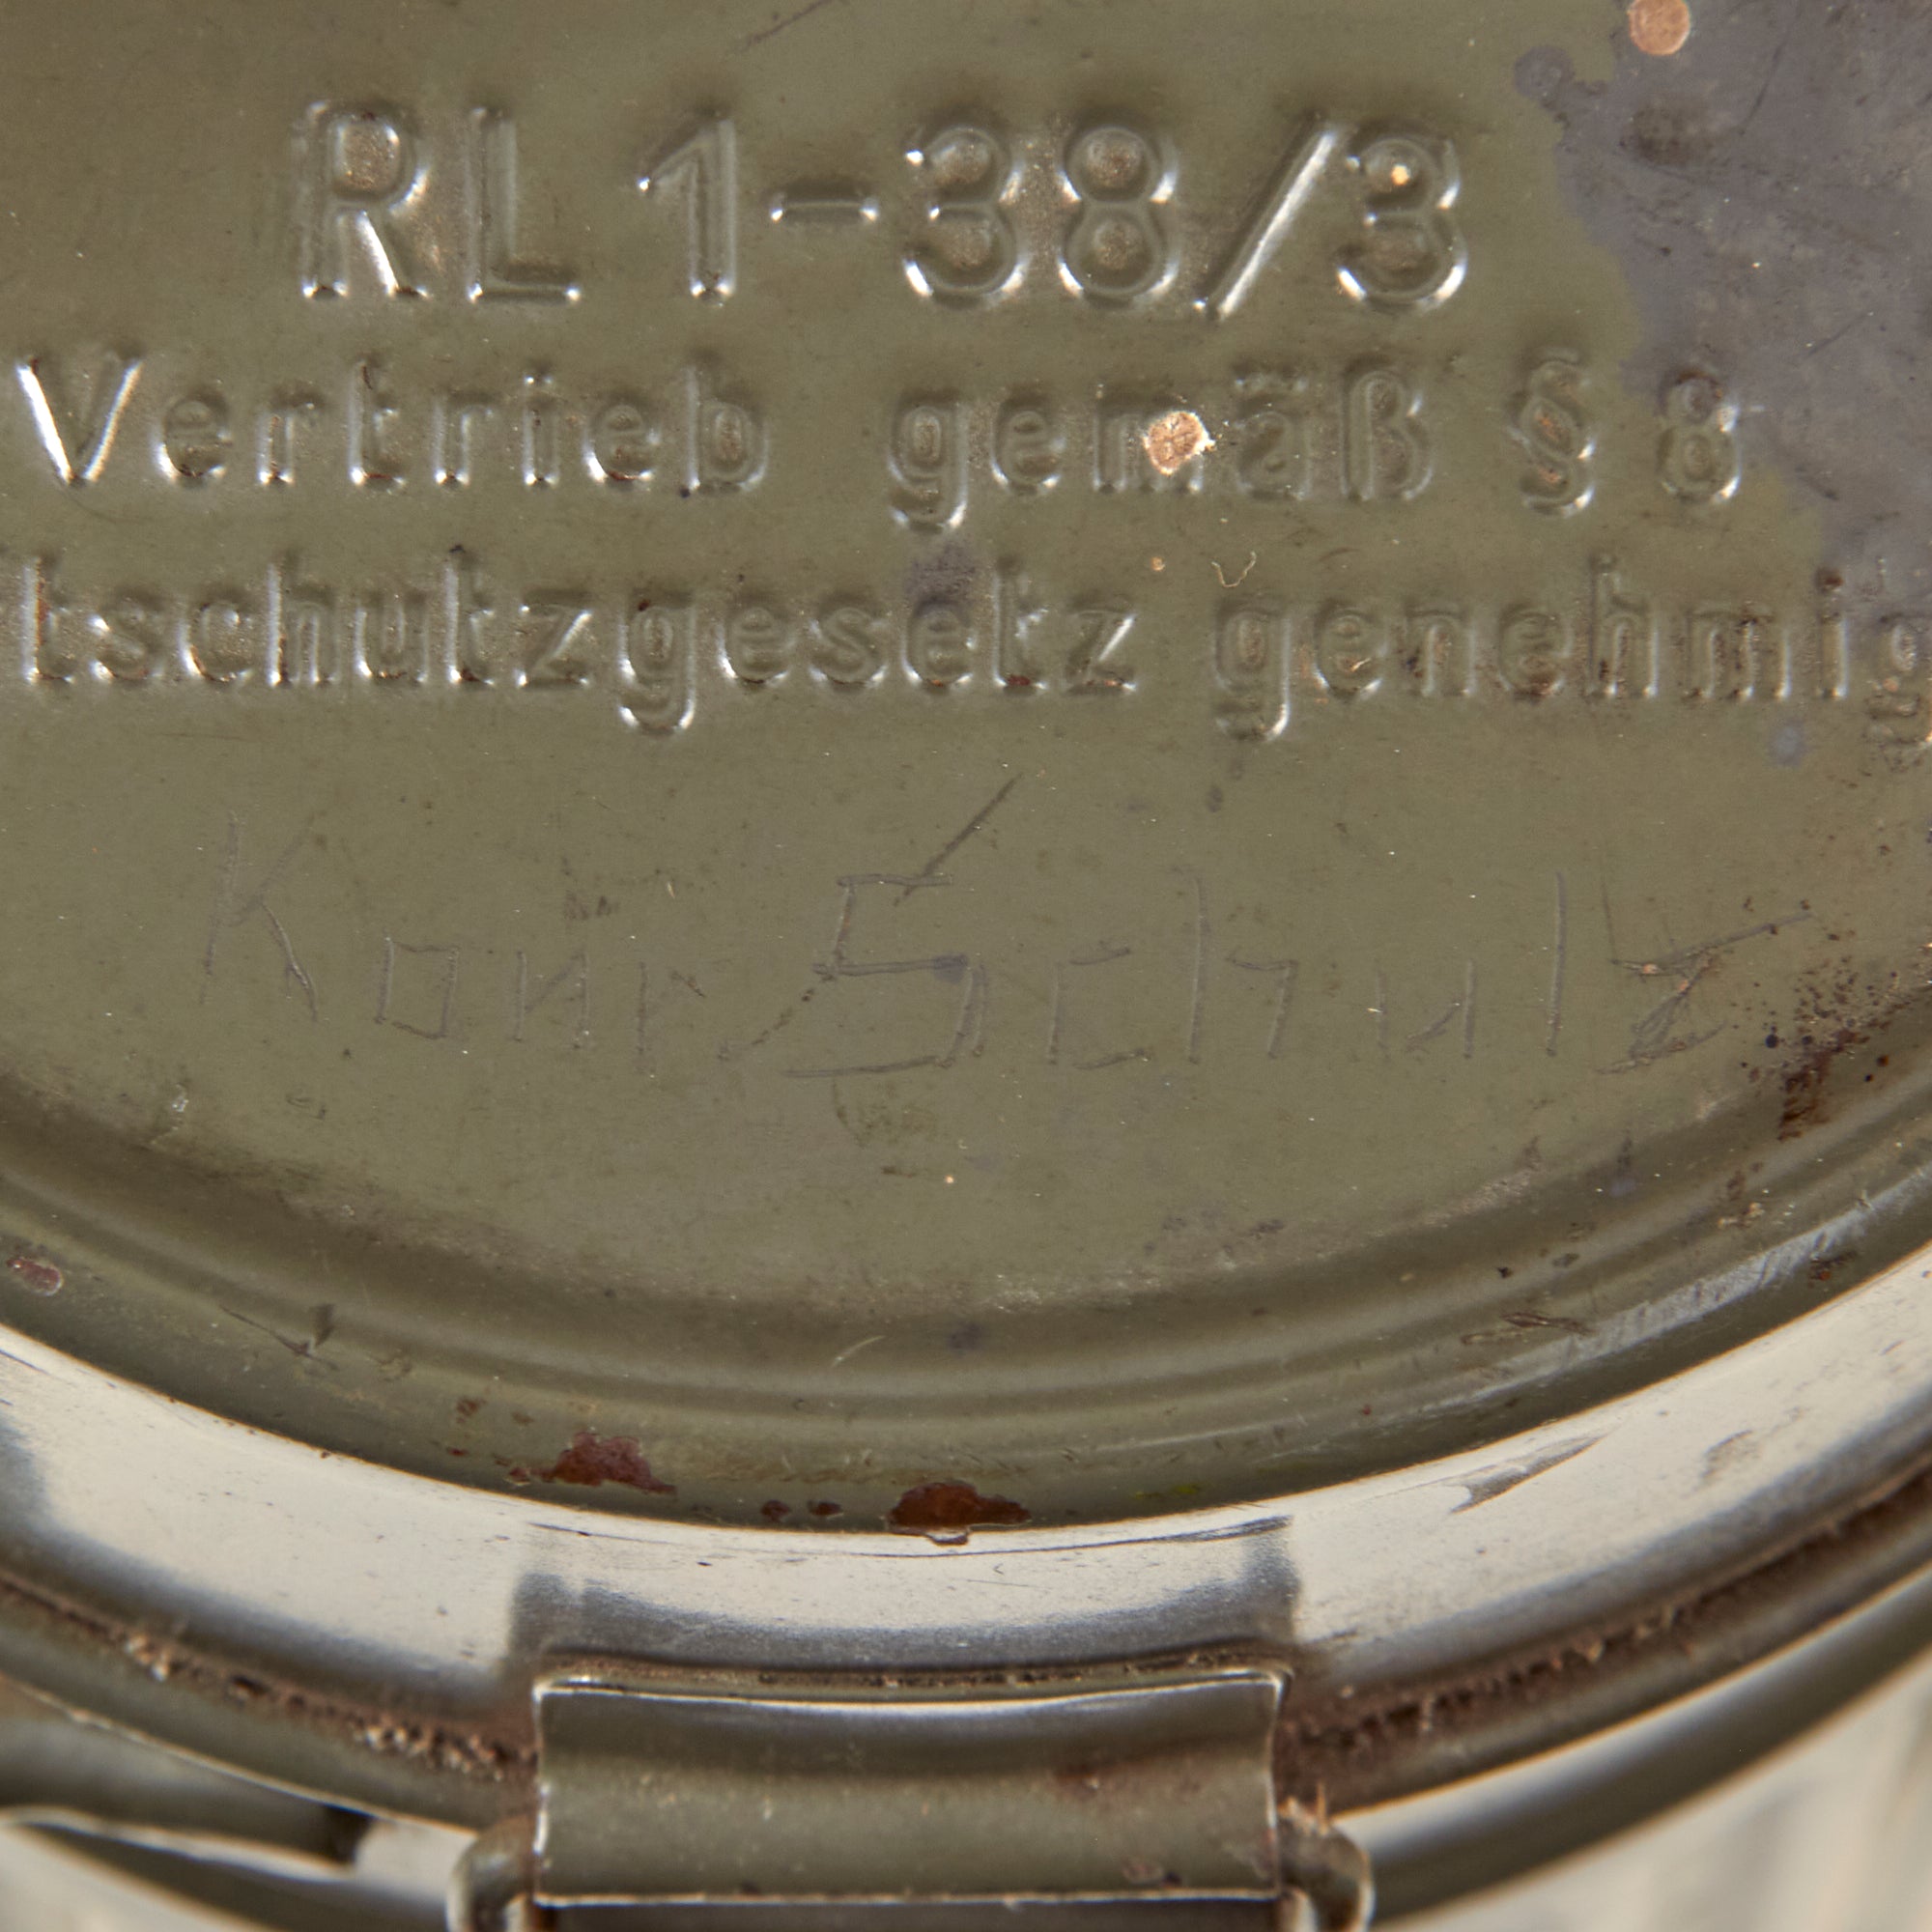 RL 1-38/3
Vertrieb gemäß § 8
tschutzgesetz genehmig
Konr. Schulz